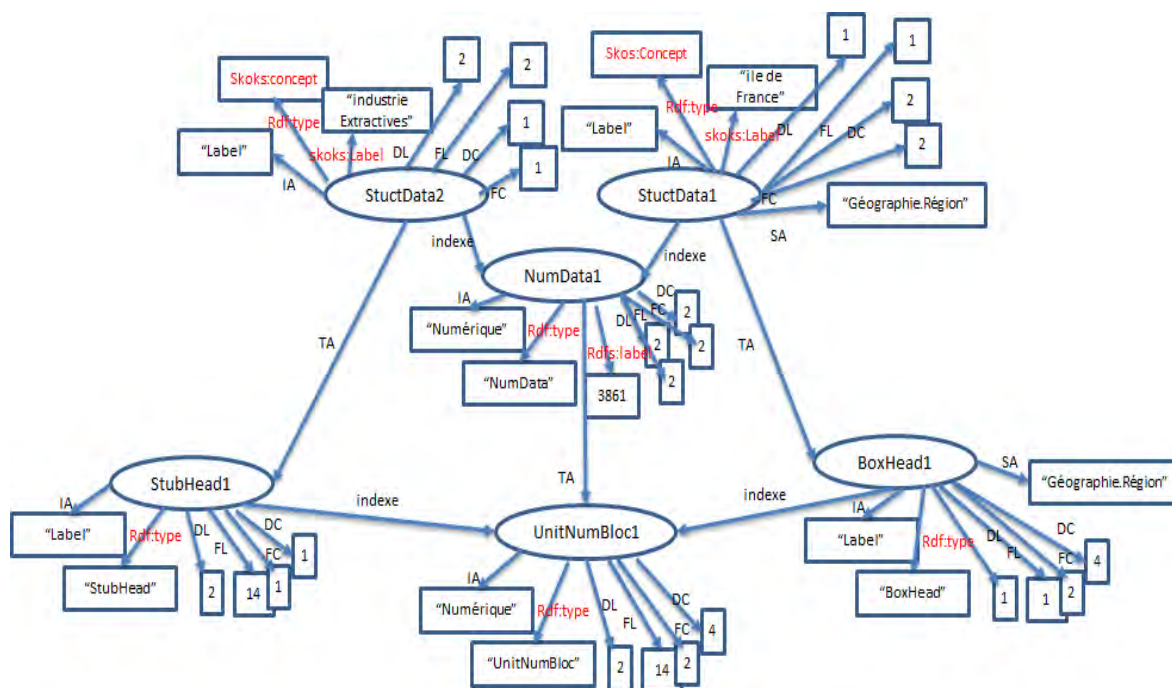 1
1
2
2
Skos:Concept
Skoks:concept
"industrie
Extractives"
"île de
France"
2
1
2
Rdf:type
Rdf:type
"Label"
"Label"
skoks:Label
skoks:Label
DL
FL
DC
DL
FL
DC
1
IA
IA
FC
FC
StuctData2
StuctData1
"Géographie.Région"
SA
indexe
indexe
NumData1
IA
DC
FC
FL
DL
2
"Numérique"
Rdf:type
2
2
TA
TA
Rdfs:label
"NumData"
2
3861
BoxHead1
SA
StubHead1
TA
"Géographie.Région"
IA
indexe
indexe
IA
"Label"
Rdf:type
DL
FL
DC
FC
UnitNumBloc1
"Label"
Rdf:type
DL
FL
DC
FC
1
4
"StubHead"
2
14
1
IA
"BoxHead"
1
1
2
"Numérique"
Rdf:type
DL
FL
DC
FC
4
"UnitNumBloc"
2
14
2